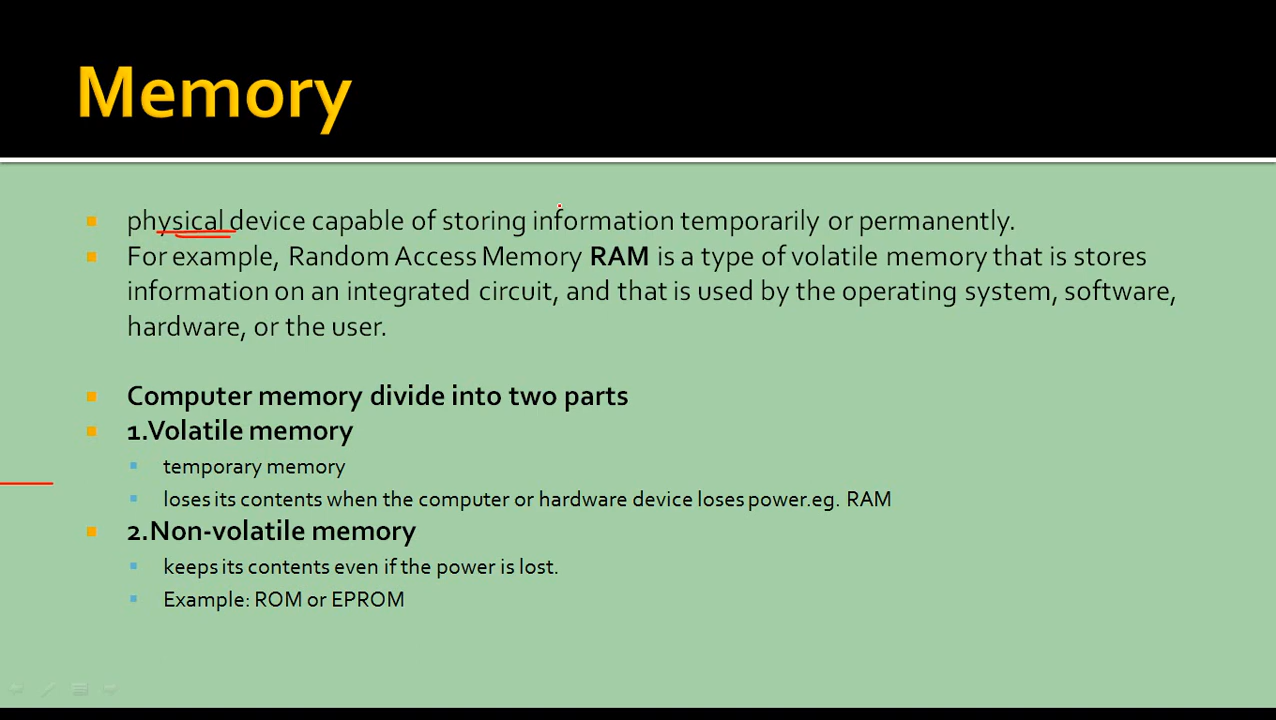 Memory
physical device capable of storing information temporarily or permanently.
For example, Random Access Memory RAM is a type of volatile memory that is stores
information on an integrated circuit, and that is used by the operating system, software,
hardware, or the user.
Computer memory divide into two parts
1.Volatile memory
temporary memory
loses its contents when the computer or hardware device loses power.eg. RAM
2.Non-volatile memory
keeps its contents even if the power is lost.
Example: ROM or EPROM